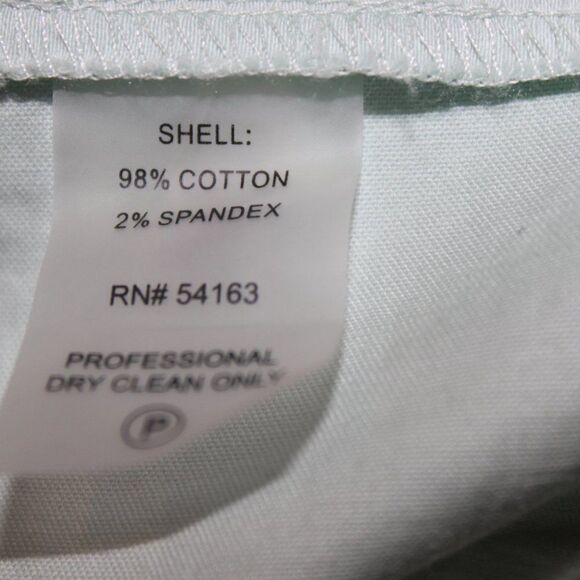 SHELL:
98% COTTON
2% SPANDEX
RN# 54163
PROFESSIONAL
DRY CLEAN ONLY
P